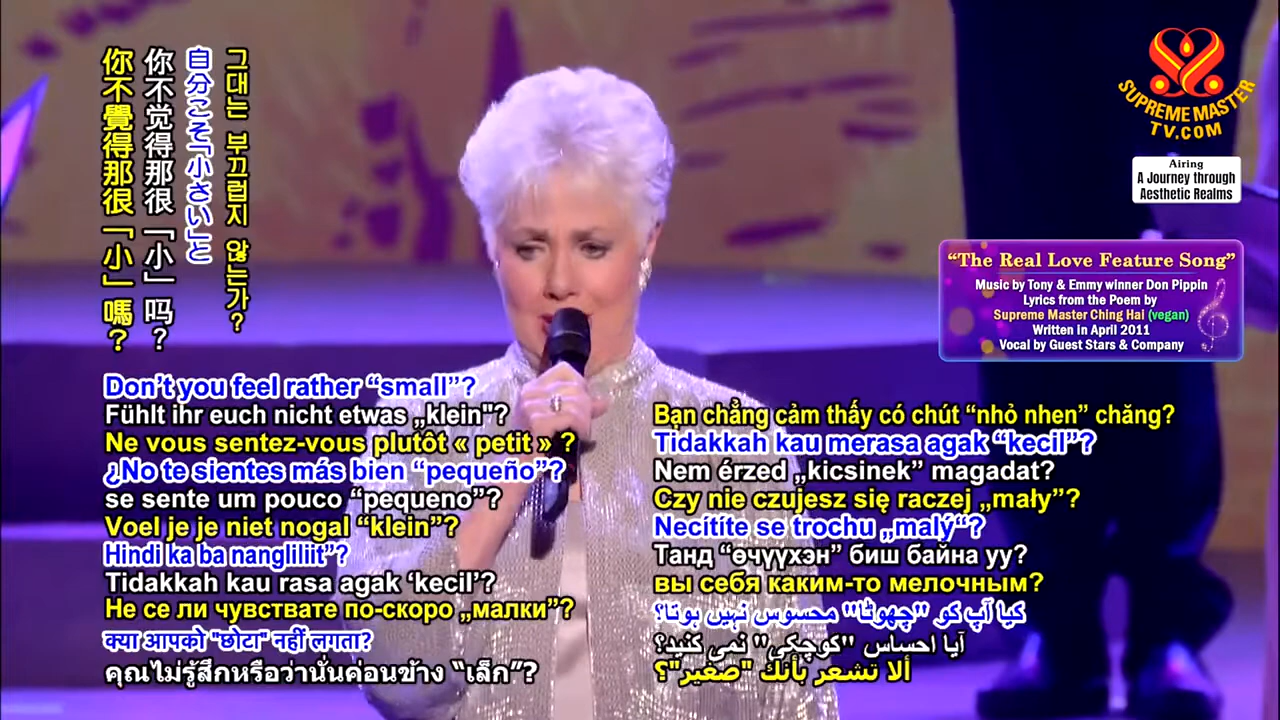 그대는 부끄럽지 않는가?
自分こそ「小さい」と
你不觉得那很「小」吗？
你不覺得那很「小」嗎？
SUPREME MASTER
TV.COM
Airing
A Journey through
Aesthetic Realms
“The Real Love Feature Song”
Music by Tony & Emmy winner Don Pippin
Lyrics from the Poem by
Supreme Master Ching Hai (vegan)
Written in April 2011
Vocal by Guest Stars & Company
Don’t you feel rather “small”?
Fühlt ihr euch nicht etwas „klein"?
Ne vous sentez-vous plutôt « petit » ?
¿No te sientes más bien “pequeño”?
se sente um pouco “pequeno”?
Voel je je niet nogal “klein”?
Hindi ka ba nangliliit”?
Tidakkah kau rasa agak ‘kecil’?
Не се ли чувствате по-скоро „малки”?
क्या आपको "छोटा" नहीं लगता?
คุณไม่รู้สึกหรือว่านั่นค่อนข้าง “เล็ก”?
Bạn chẳng cảm thấy có chút “nhỏ nhen” chăng?
Tidakkah kau merasa agak “kecil”?
Nem érzed „kicsinek” magadat?
Czy nie czujesz się raczej „mały”?
Necítíte se trochu „malý“?
Танд “өчүүхэн” биш байна уу?
вы себя каким-то мелочным?
کیا آپ کو "چھوٹا" محسوس نہیں ہوتا؟
آیا احساس "کوچکی" نمی کنید؟
ألا تشعر بأنك "صغير"؟